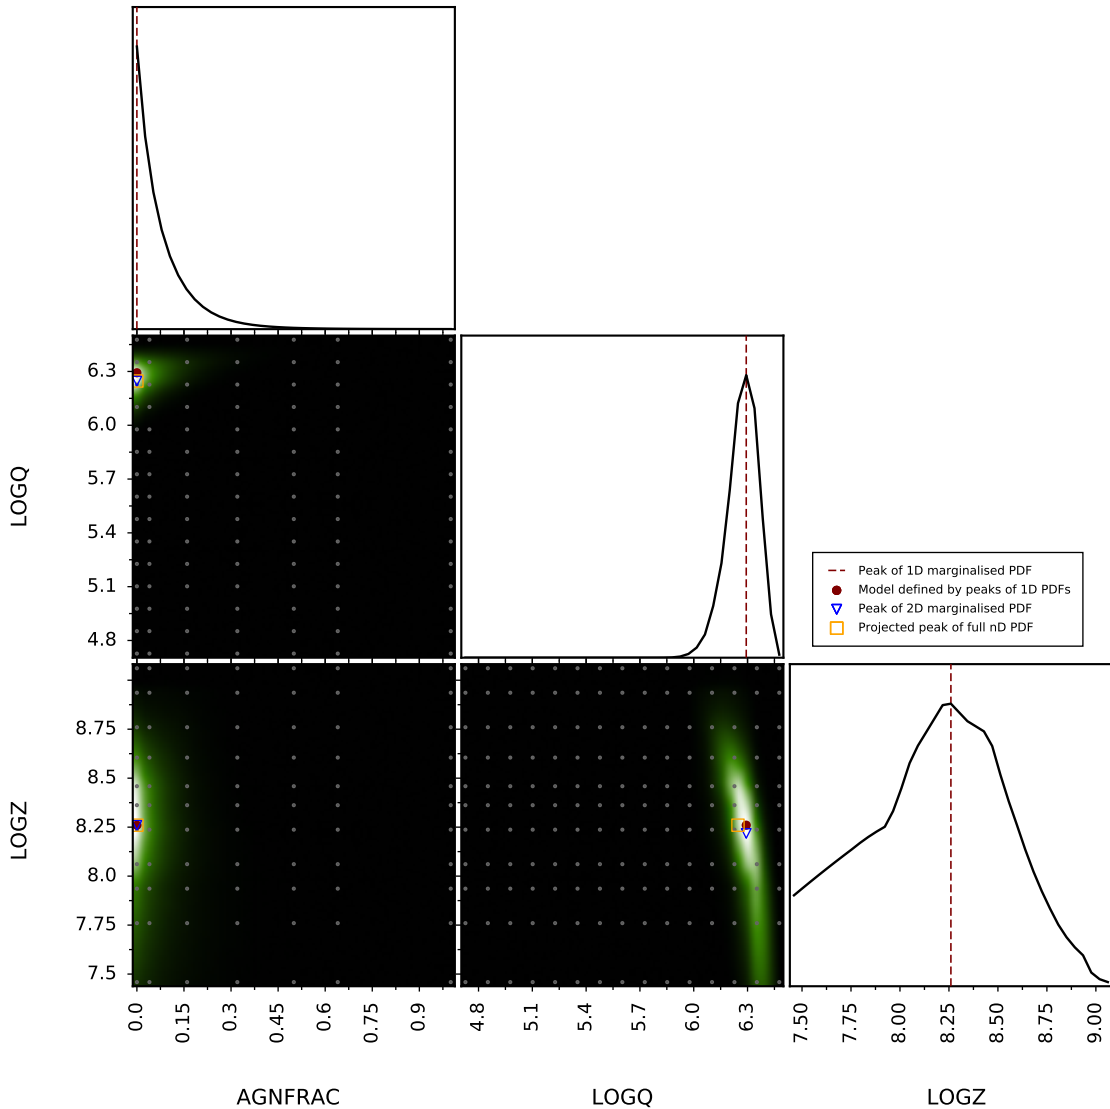 6.3
6.0
5.7
5.4
5.1
4.8
LOGQ
Peak of 1D marginalised PDF
Model defined by peaks of 1D PDFs
Peak of 2D marginalised PDF
Projected peak of full nD PDF
8.75
8.5
8.25
8.0
7.75
7.5
LOGZ
0.0 0.15 0.3 0.45 0.6 0.75 0.9
4.8 5.1 5.4 5.7 6.0 6.3
7.50 7.75 8.00 8.25 8.50 8.75 9.00
AGNFRAC
LOGQ
LOGZ